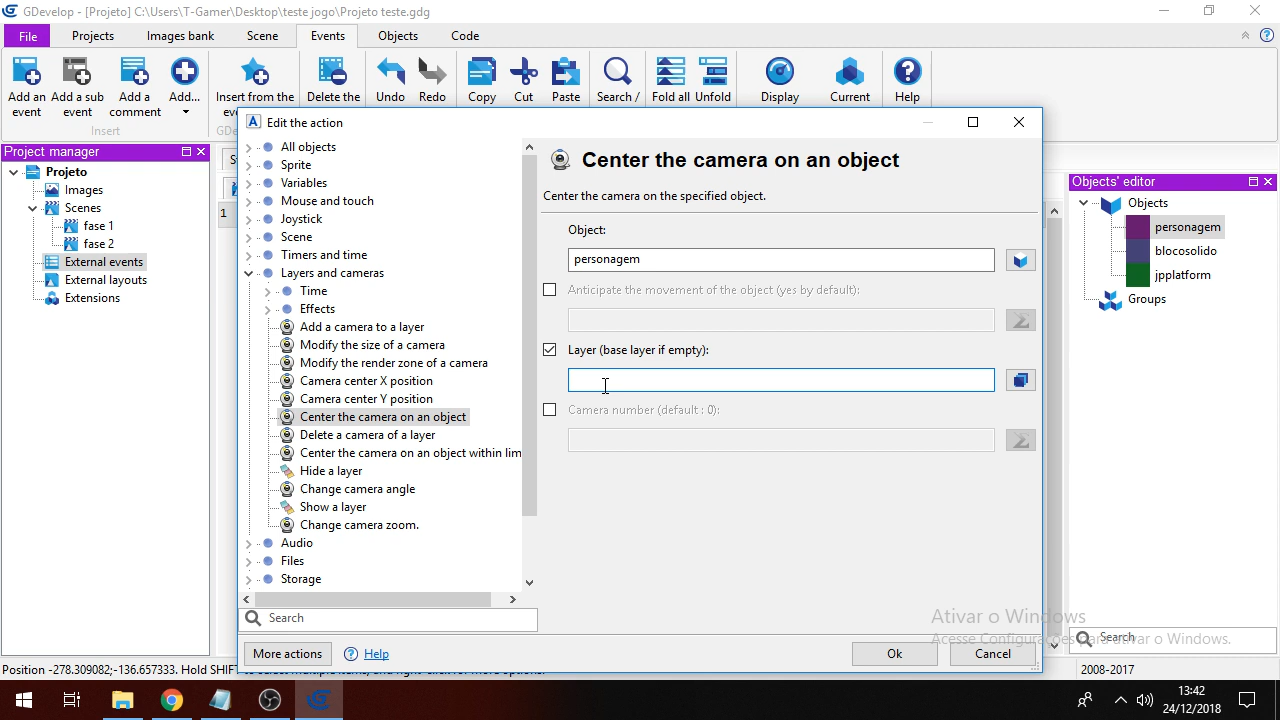 GDevelop - [Projeto] C:\Users\T-Gamer\Desktop\teste jogo\Projeto teste.gdg
File Projects Images bank Scene Events Objects Code
Add an event Add a sub event Add a comment Add... Insert from the Delete the Undo Redo Copy Cut Paste Search / Fold all Unfold Display Current Help
Insert
Project manager
Projeto
Images
Scenes
fase 1
fase 2
External events
External layouts
Extensions
1
Edit the action
All objects
Sprite
Variables
Mouse and touch
Joystick
Scene
Timers and time
Layers and cameras
Time
Effects
Add a camera to a layer
Modify the size of a camera
Modify the render zone of a camera
Camera center X position
Camera center Y position
Center the camera on an object
Delete a camera of a layer
Center the camera on an object within lim
Hide a layer
Change camera angle
Show a layer
Change camera zoom.
Audio
Files
Storage
Search
More actions
Help
Center the camera on an object
Center the camera on the specified object.
Object:
personagem
Anticipate the movement of the object (yes by default):
Layer (base layer if empty):
Camera number (default : 0):
Ok
Cancel
Objects' editor
Objects
personagem
blocosolido
jpplatform
Groups
Search
Ativar o Windows
Position -278.309082;-136.657333. Hold SHIFT
2008-2017
13:42
24/12/2018